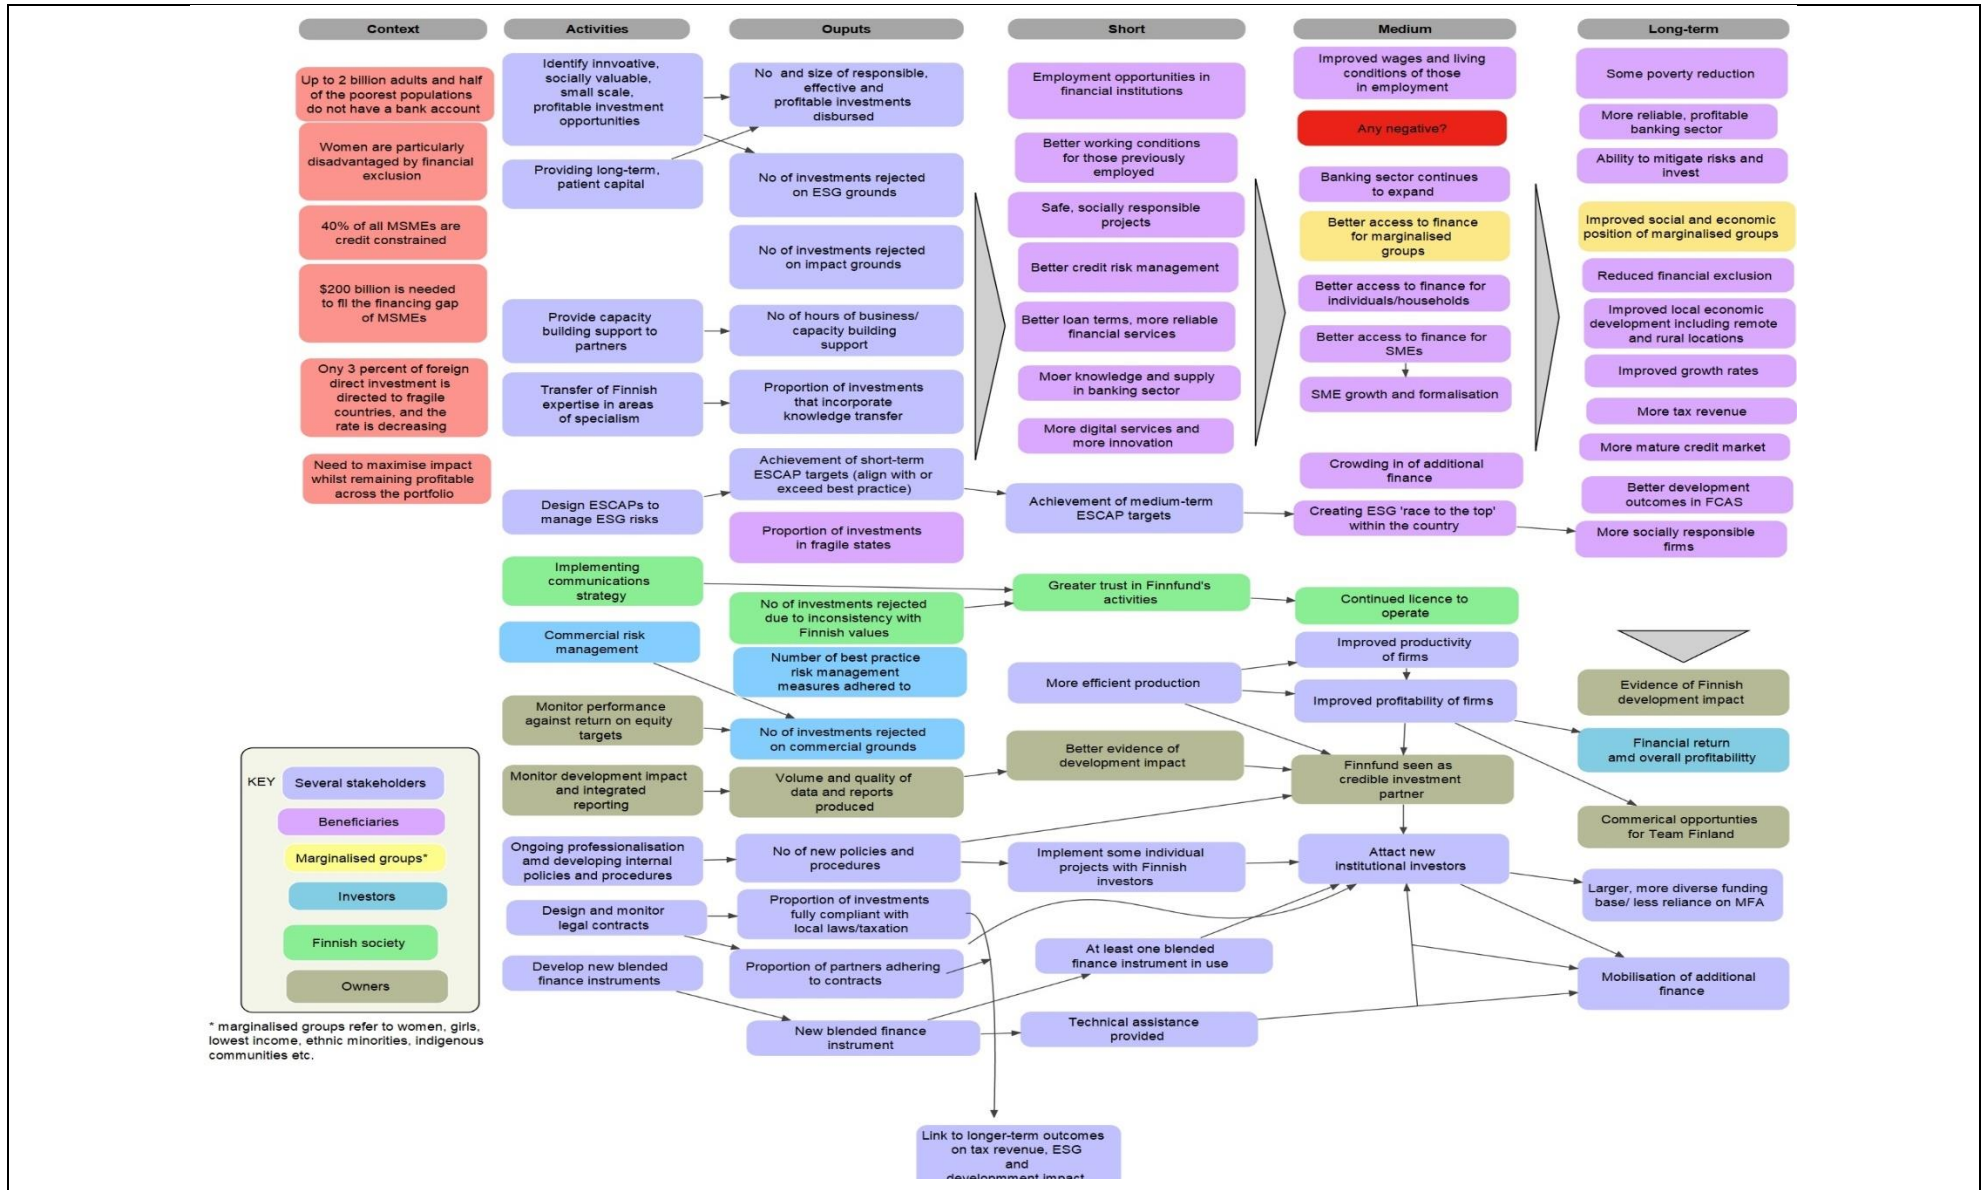 Context
Activities
Ouputs
Short
Medium
Long-term
Up to 2 billion adults and half
of the poorest populations
do not have a bank account
Women are particularly
disadvantaged by financial
exclusion
40% of all MSMEs are
credit constrained
$200 billion is needed
to fil the financing gap
of MSMEs
Ony 3 percent of foreign
direct investment is
directed to fragile
countries, and the
rate is decreasing
Need to maximise impact
whilst remaining profitable
across the portfolio
Identify innvoative,
socially valuable,
small scale,
profitable investment
opportunities
Providing long-term,
patient capital
Provide capacity
building support to
partners
Transfer of Finnish
expertise in areas
of specialism
Design ESCAPs to
manage ESG risks
Implementing
communications
strategy
Commercial risk
management
Monitor performance
against return on equity
targets
Monitor development impact
and integrated
reporting
Ongoing professionalisation
amd developing internal
policies and procedures
Design and monitor
legal contracts
Develop new blended
finance instruments
No and size of responsible,
effective and
profitable investments
disbursed
No of investments rejected
on ESG grounds
No of investments rejected
on impact grounds
No of hours of business/
capacity building
support
Proportion of investments
that incorporate
knowledge transfer
Achievement of short-term
ESCAP targets (align with or
exceed best practice)
Proportion of investments
in fragile states
No of investments rejected
due to inconsistency with
Finnish values
Number of best practice
risk management
measures adhered to
No of investments rejected
on commercial grounds
Volume and quality of
data and reports
produced
No of new policies and
procedures
Proportion of investments
fully compliant with
local laws/taxation
Proportion of partners adhering
to contracts
New blended finance
instrument
Employment opportunities in
financial institutions
Better working conditions
for those previously
employed
Safe, socially responsible
projects
Better credit risk management
Better loan terms, more reliable
financial services
Moer knowledge and supply
in banking sector
More digital services and
more innovation
Achievement of medium-term
ESCAP targets
Greater trust in Finnfund's
activities
More efficient production
Better evidence of
development impact
Implement some individual
projects with Finnish
investors
At least one blended
finance instrument in use
Technical assistance
provided
Link to longer-term outcomes
on tax revenue, ESG
and
developmment impact
Improved wages and living
conditions of those
in employment
Any negative?
Banking sector continues
to expand
Better access to finance
for marginalised
groups
Better access to finance for
individuals/households
Better access to finance for
SMEs
SME growth and formalisation
Crowding in of additional
finance
Creating ESG 'race to the top'
within the country
Continued licence to
operate
Improved productivity
of firms
Improved profitability of firms
Finnfund seen as
credible investment
partner
Attact new
institutional investors
Some poverty reduction
More reliable, profitable
banking sector
Ability to mitigate risks and
invest
Improved social and economic
position of marginalised groups
Reduced financial exclusion
Improved local economic
development including remote
and rural locations
Improved growth rates
More tax revenue
More mature credit market
Better development
outcomes in FCAS
More socially responsible
firms
Evidence of Finnish
development impact
Financial return
amd overall profitabilitty
Commerical opportunties
for Team Finland
Larger, more diverse funding
base/ less reliance on MFA
Mobilisation of additional
finance
KEY
Several stakeholders
Beneficiaries
Marginalised groups*
Investors
Finnish society
Owners
* marginalised groups refer to women, girls,
lowest income, ethnic minorities, indigenous
communities etc.